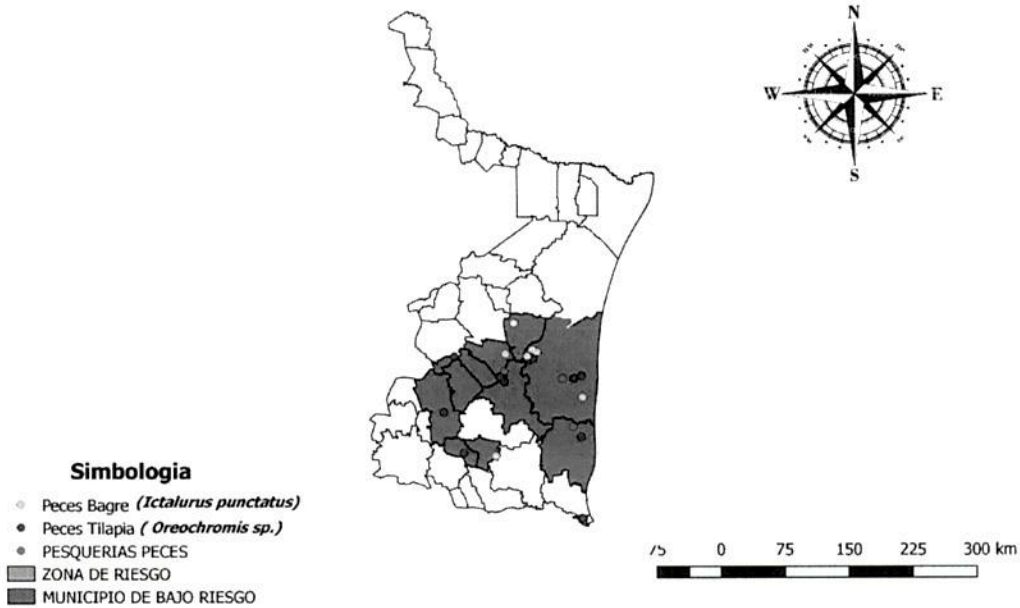 N
W
E
S
Simbologia
Peces Bagre (Ictalurus punctatus)
Peces Tilapia ( Oreochromis sp.)
PESQUERIAS PECES
ZONA DE RIESGO
MUNICIPIO DE BAJO RIESGO
75 0 75 150 225 300 km